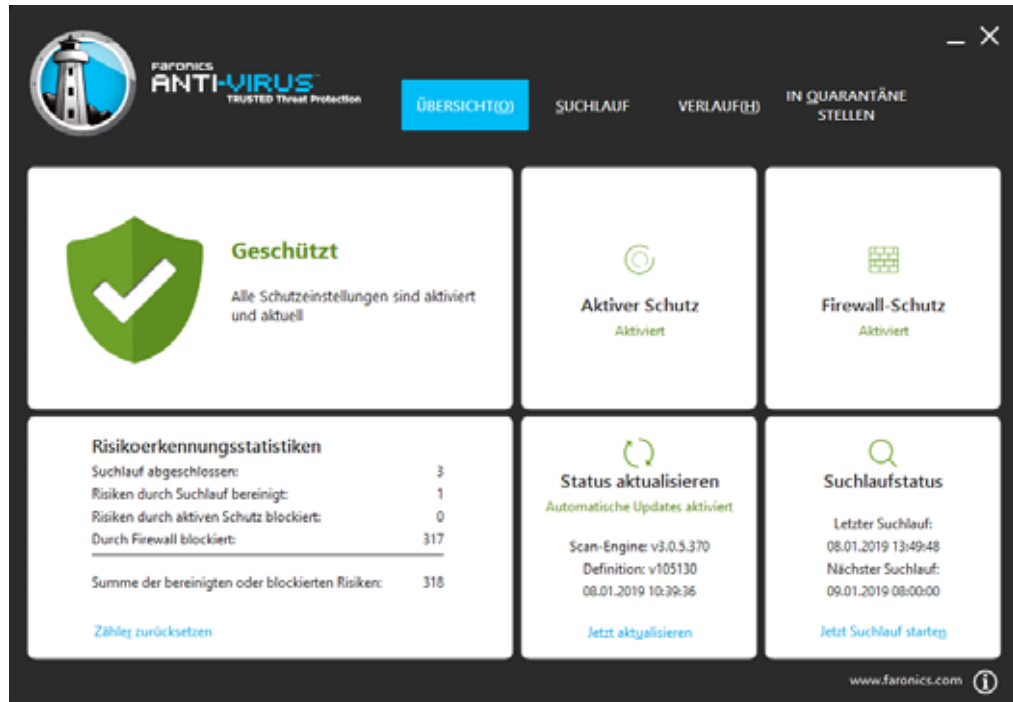 Faronics
ANTI-VIRUS™
TRUSTED Threat Protection
ÜBERSICHT(O)
SUCHLAUF
VERLAUF(H)
IN QUARANTÄNE
STELLEN
Geschützt
Alle Schutzeinstellungen sind aktiviert
und aktuell
Aktiver Schutz
Aktiviert
Firewall-Schutz
Aktiviert
Risikoerkennungsstatistiken
Suchlauf abgeschlossen: 3
Risiken durch Suchlauf bereinigt: 1
Risiken durch aktiven Schutz blockiert: 0
Durch Firewall blockiert: 317
Summe der bereinigten oder blockierten Risiken: 318
Zähler zurücksetzen
Status aktualisieren
Automatische Updates aktiviert
Scan-Engine: v3.0.5.370
Definition: v105130
08.01.2019 10:39:36
Jetzt aktualisieren
Suchlaufstatus
Letzter Suchlauf:
08.01.2019 13:49:48
Nächster Suchlauf:
09.01.2019 08:00:00
Jetzt Suchlauf starten
www.faronics.com